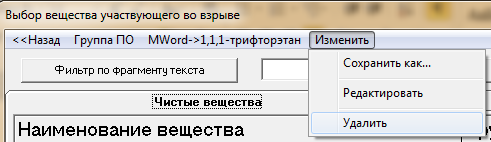 Выбор вещества участвующего во взрыве
<<Назад Группа ПО MWord->1,1,1-трифторэтан Изменить
Фильтр по фрагменту текста
Сохранить как...
Редактировать
Удалить
Чистые вещества
Наименование вещества